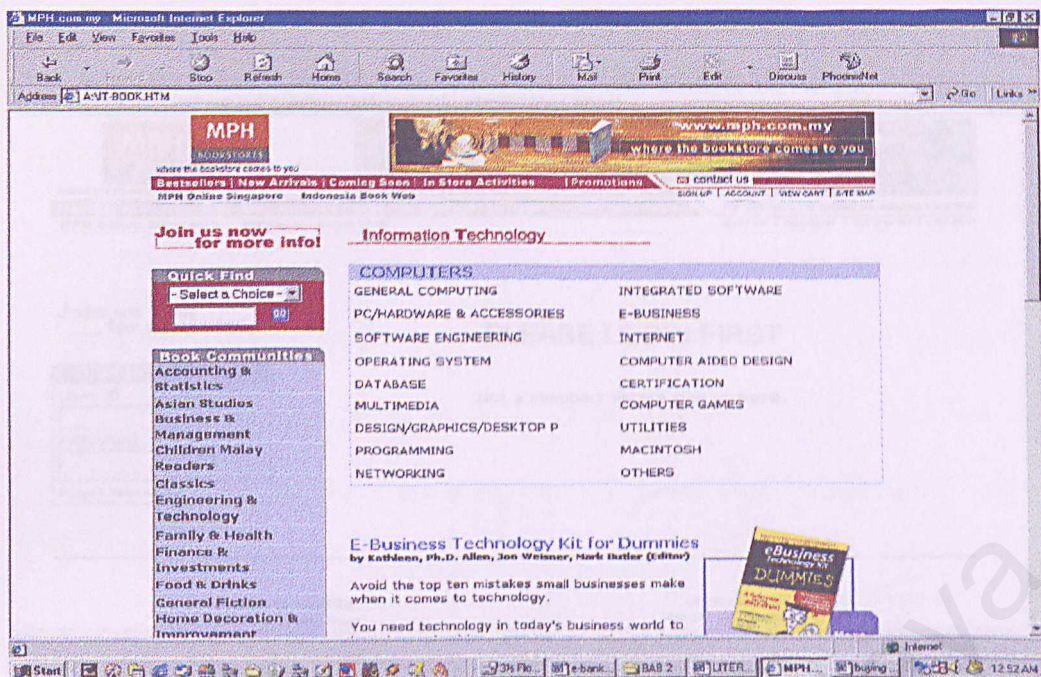 MPH.com.my - Microsoft Internet Explorer
File Edit View Favorites Tools Help
Back Stop Refresh Home Search Favorites History Mail Print Edit Discuss PhoenixNet
Address A:\IT-BOOK.HTM Go Links
MPH
BOOKSTORES
where the bookstore comes to you
www.mph.com.my
where the bookstore comes to you
Bestsellers | New Arrivals | Coming Soon | In Store Activities | Promotions contact us
MPH Online Singapore Indonesia Book Web SIGN UP | ACCOUNT | VIEW CART | SITE MAP
Join us now
for more info!
Quick Find
- Select a Choice -
go
Book Communities
Accounting &
Statistics
Asian Studies
Business &
Management
Children Malay
Readers
Classics
Engineering &
Technology
Family & Health
Finance &
Investments
Food & Drinks
General Fiction
Home Decoration &
Improvement
Information Technology
COMPUTERS
GENERAL COMPUTING INTEGRATED SOFTWARE
PC/HARDWARE & ACCESSORIES E-BUSINESS
SOFTWARE ENGINEERING INTERNET
OPERATING SYSTEM COMPUTER AIDED DESIGN
DATABASE CERTIFICATION
MULTIMEDIA COMPUTER GAMES
DESIGN/GRAPHICS/DESKTOP P UTILITIES
PROGRAMMING MACINTOSH
NETWORKING OTHERS
E-Business Technology Kit for Dummies
by Kathleen, Ph.D. Allen, Jon Weisner, Mark Butler (Editor)
Avoid the top ten mistakes small businesses make
when it comes to technology.
You need technology in today's business world to
eBusiness
Technology Kit
DUMMIES
Internet
Start 3½ Flo... e-bank... BAB 2 LITER... MPH... buying... 12:52 AM